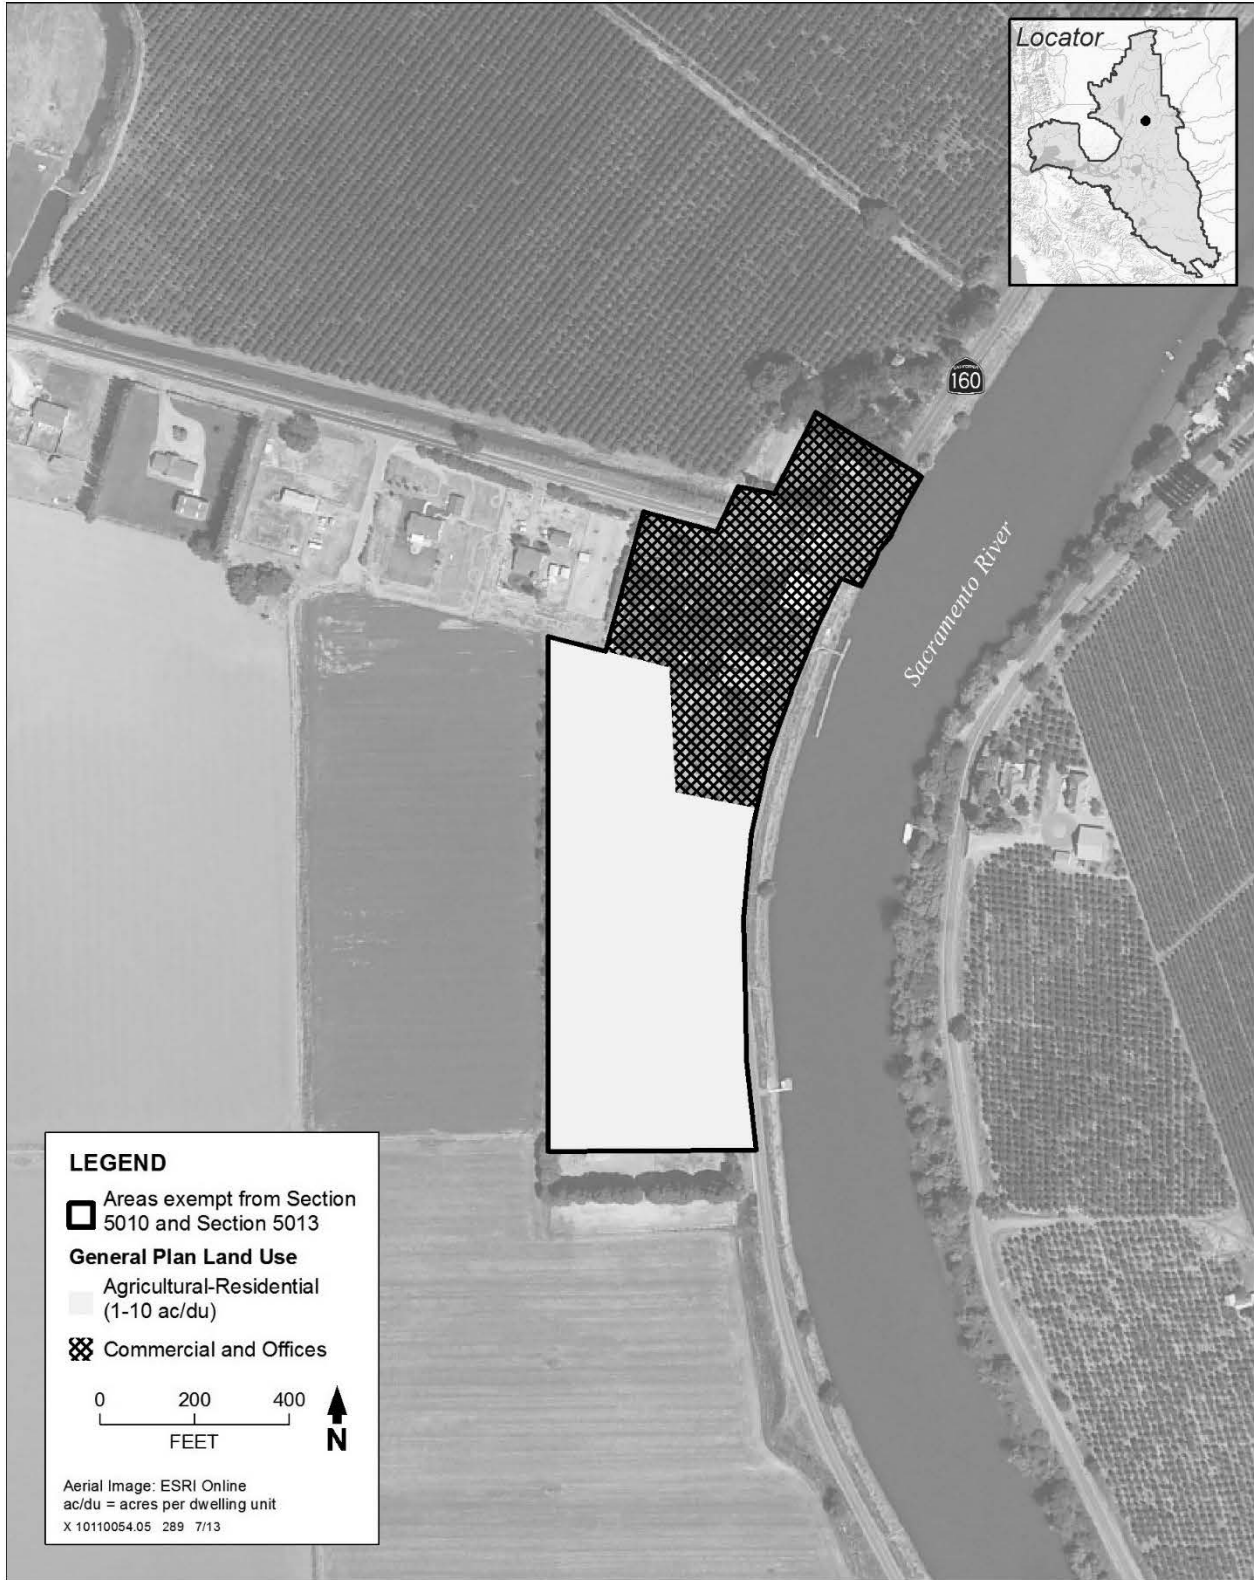 Locator
160
Sacramento River
LEGEND
Areas exempt from Section
5010 and Section 5013
General Plan Land Use
Agricultural-Residential
(1-10 ac/du)
Commercial and Offices
0 200 400
FEET
N
Aerial Image: ESRI Online
ac/du = acres per dwelling unit
X 10110054.05 289 7/13